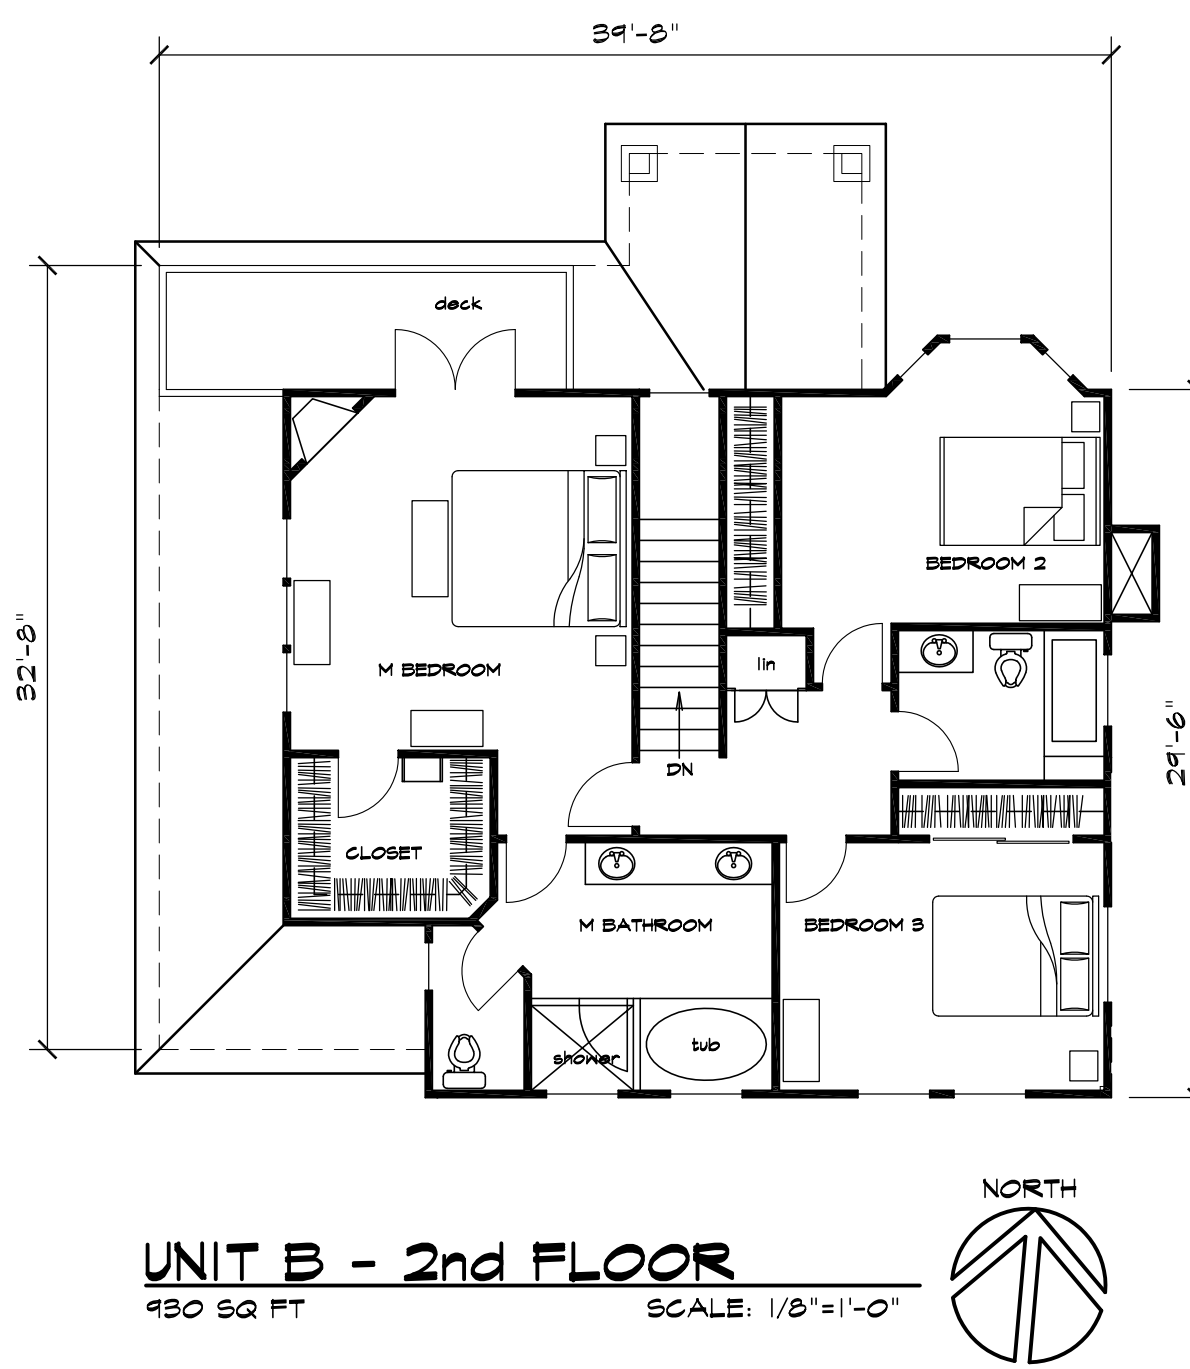 39'-8"
deck
32'-8"
BEDROOM 2
lin
M BEDROOM
29'-6"
DN
CLOSET
M BATHROOM
BEDROOM 3
shower
tub
NORTH
UNIT B - 2nd FLOOR
930 SQ FT
SCALE: 1/8"=1'-0"